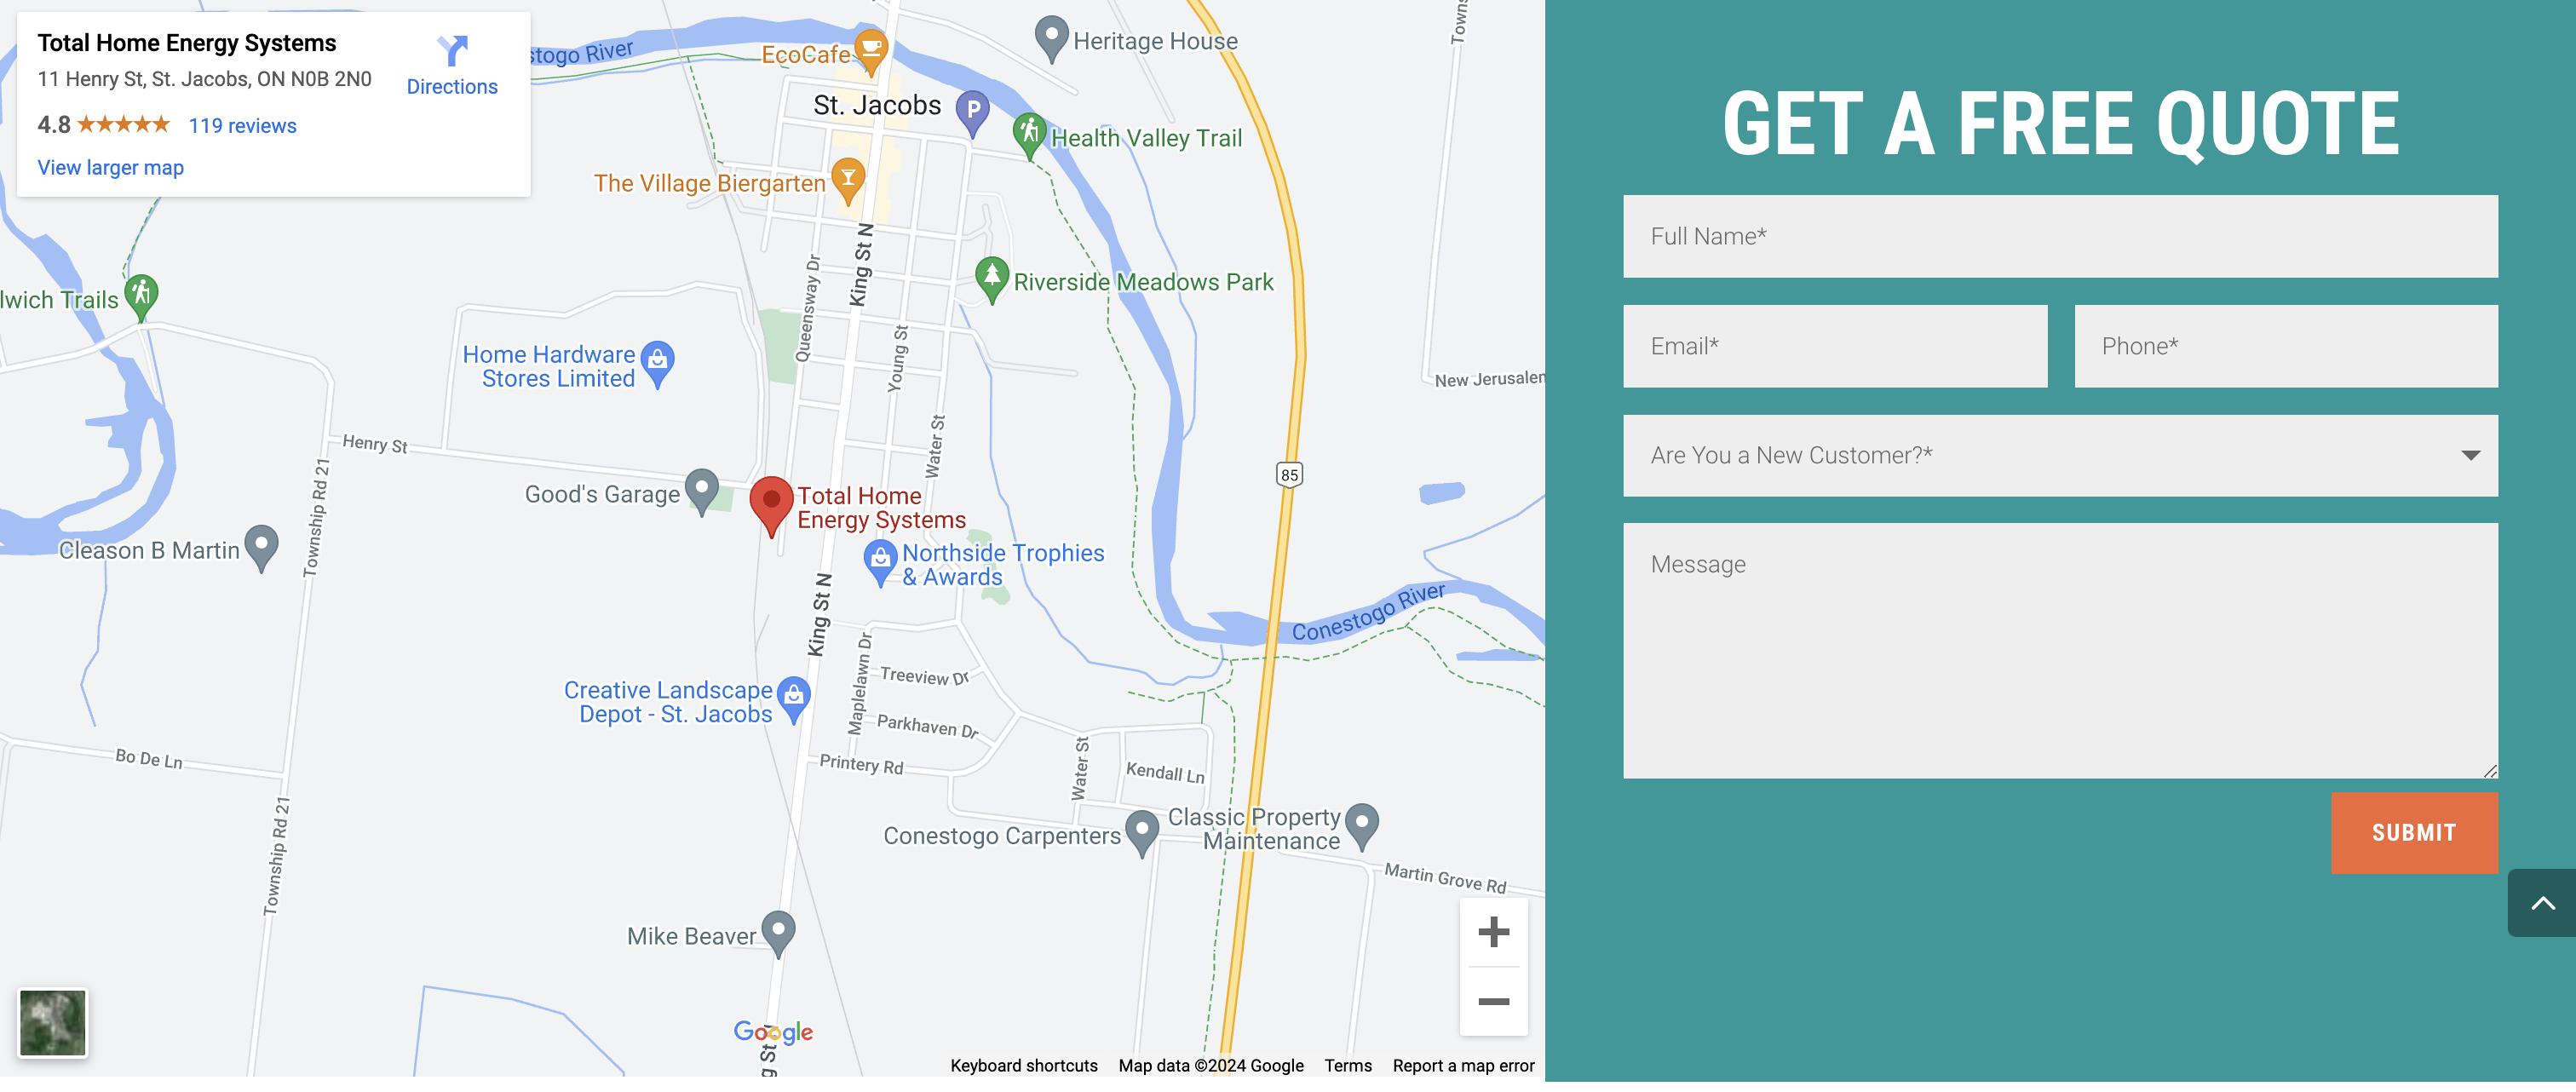 Total Home Energy Systems
11 Henry St, St. Jacobs, ON N0B 2N0
Directions
4.8
119 reviews
View larger map
stogo River
EcoCafe
Heritage House
Towns
St. Jacobs
P
Health Valley Trail
The Village Biergarten
King St N
Queensway Dr
Riverside Meadows Park
lwich Trails
Home Hardware
Stores Limited
Young St
New Jerusalem
Henry St
Water St
Township Rd 21
85
Good's Garage
Total Home
Energy Systems
Cleason B Martin
Northside Trophies
& Awards
King St N
Conestogo River
Maplelawn Dr
Treeview Dr
Creative Landscape
Depot - St. Jacobs
Parkhaven Dr
Bo De Ln
Printery Rd
Water St
Kendall Ln
Township Rd 21
Conestogo Carpenters
Classic Property
Maintenance
Martin Grove Rd
Mike Beaver
Google
g St
Keyboard shortcuts
Map data ©2024 Google
Terms
Report a map error
GET A FREE QUOTE
Full Name*
Email*
Phone*
Are You a New Customer?*
Message
SUBMIT